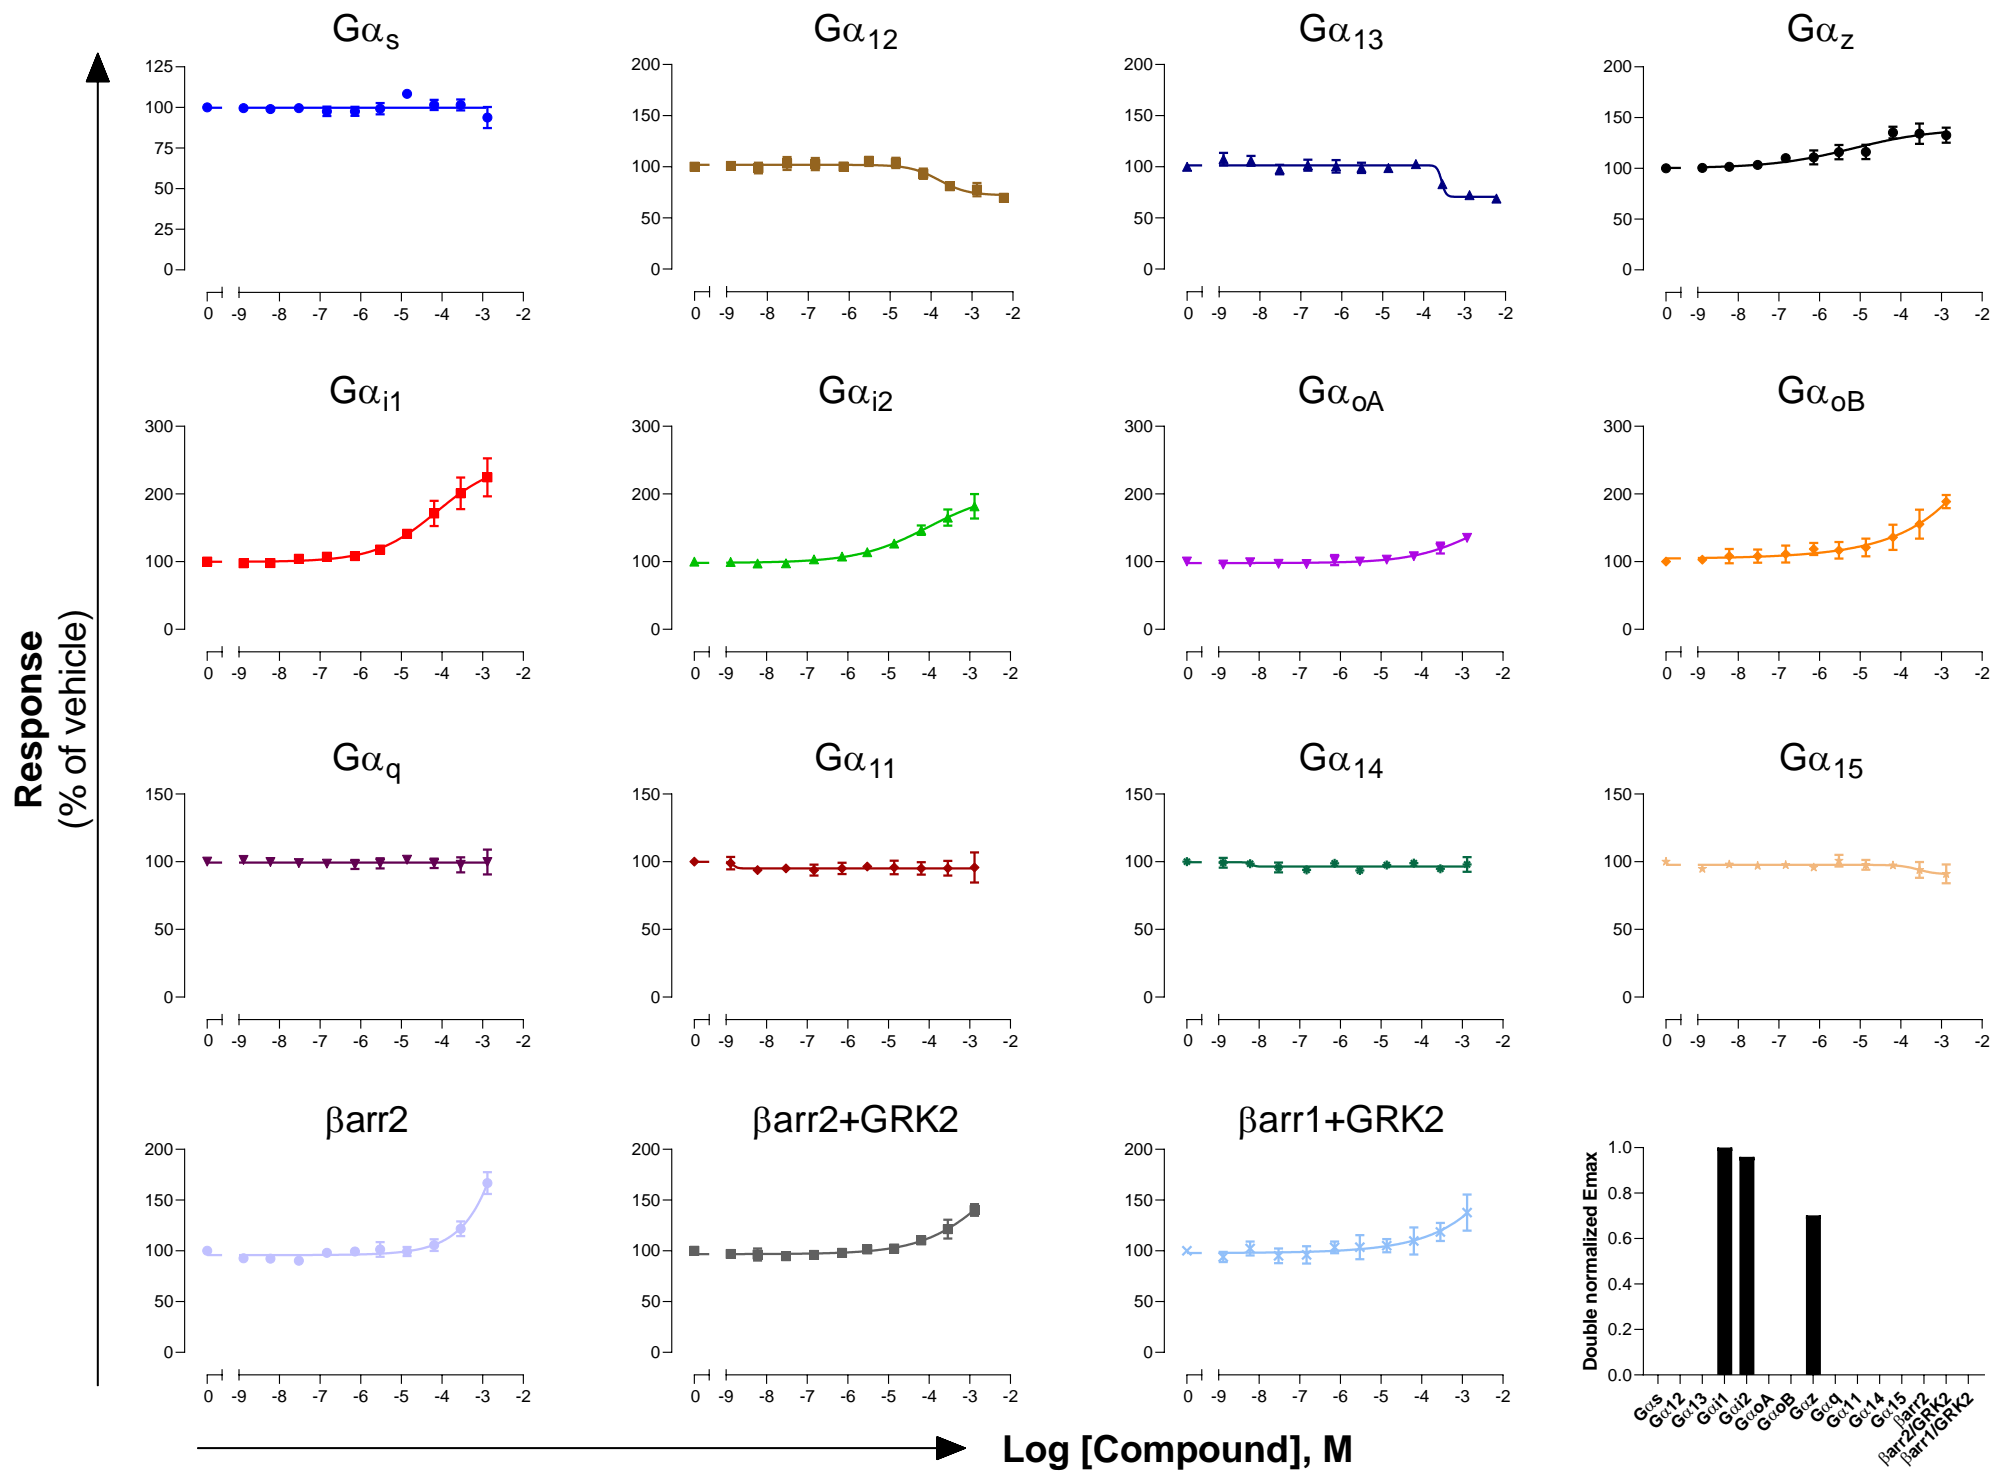 Gαs
Gα12
Gα13
Gαz
125
100
75
50
25
0
0 -9 -8 -7 -6 -5 -4 -3 -2
200
150
100
50
0
0 -9 -8 -7 -6 -5 -4 -3 -2
200
150
100
50
0
0 -9 -8 -7 -6 -5 -4 -3 -2
200
150
100
50
0
0 -9 -8 -7 -6 -5 -4 -3 -2
Gαi1
Gαi2
GαoA
GαoB
300
200
100
0
0 -9 -8 -7 -6 -5 -4 -3 -2
300
200
100
0
0 -9 -8 -7 -6 -5 -4 -3 -2
300
200
100
0
0 -9 -8 -7 -6 -5 -4 -3 -2
300
200
100
0
0 -9 -8 -7 -6 -5 -4 -3 -2
Response
(% of vehicle)
Gαq
Gα11
Gα14
Gα15
150
100
50
0
0 -9 -8 -7 -6 -5 -4 -3 -2
150
100
50
0
0 -9 -8 -7 -6 -5 -4 -3 -2
150
100
50
0
0 -9 -8 -7 -6 -5 -4 -3 -2
150
100
50
0
0 -9 -8 -7 -6 -5 -4 -3 -2
βarr2
βarr2+GRK2
βarr1+GRK2
200
150
100
50
0
0 -9 -8 -7 -6 -5 -4 -3 -2
200
150
100
50
0
0 -9 -8 -7 -6 -5 -4 -3 -2
200
150
100
50
0
0 -9 -8 -7 -6 -5 -4 -3 -2
Double normalized Emax
1.0
0.8
0.6
0.4
0.2
0.0
Gαs
Gα12
Gα13
Gαi1
Gαi2
GαoA
GαoB
Gαz
Gαq
Gα11
Gα14
Gα15
βarr2
βarr2/GRK2
βarr1/GRK2
Log [Compound], M